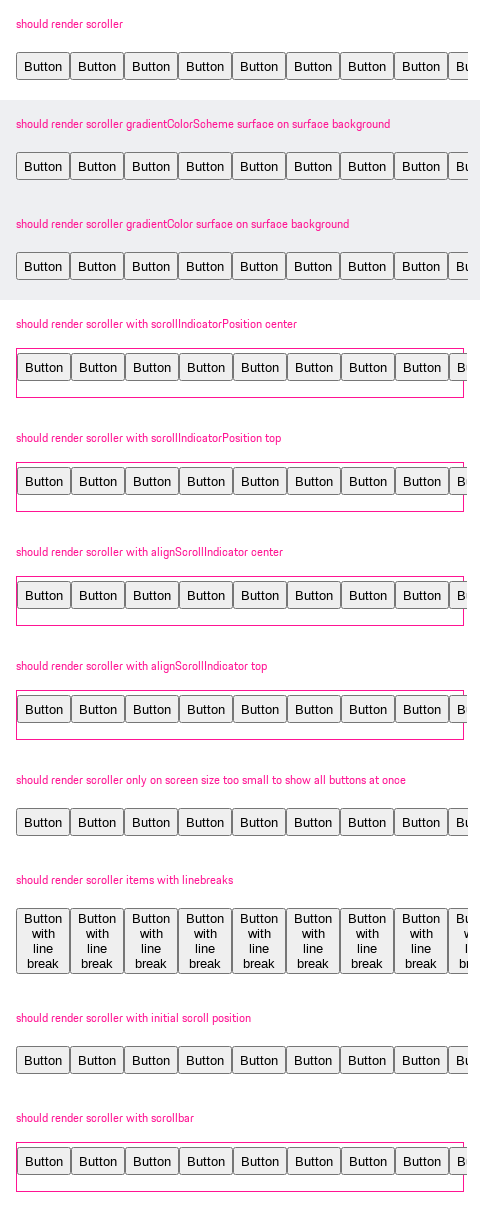 should render scroller
Button Button Button Button Button Button Button Button Bu
should render scroller gradientColorScheme surface on surface background
Button Button Button Button Button Button Button Button Bu
should render scroller gradientColor surface on surface background
Button Button Button Button Button Button Button Button Bu
should render scroller with scrollIndicatorPosition center
Button Button Button Button Button Button Button Button Bu
should render scroller with scrollIndicatorPosition top
Button Button Button Button Button Button Button Button Bu
should render scroller with alignScrollIndicator center
Button Button Button Button Button Button Button Button Bu
should render scroller with alignScrollIndicator top
Button Button Button Button Button Button Button Button Bu
should render scroller only on screen size too small to show all buttons at once
Button Button Button Button Button Button Button Button Bu
should render scroller items with linebreaks
Button Button Button Button Button Button Button Button Bu
with with with with with with with with w
line line line line line line line line l
break break break break break break break break br
should render scroller with initial scroll position
Button Button Button Button Button Button Button Button Bu
should render scroller with scrollbar
Button Button Button Button Button Button Button Button Bu